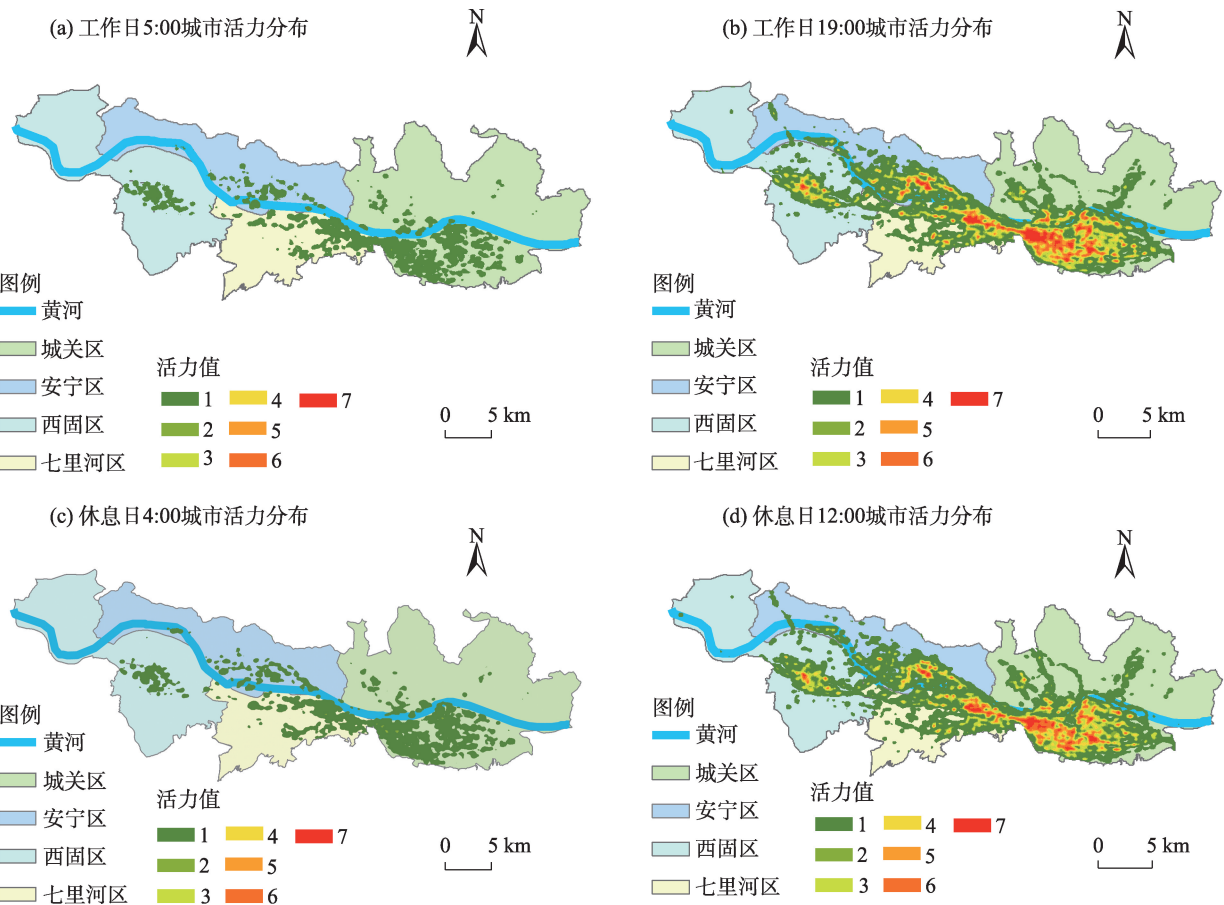 (a) 工作日5:00城市活力分布
N
图例
黄河
城关区
安宁区
西固区
七里河区
活力值
1 4 7
2 5
3 6
0 5 km
(b) 工作日19:00城市活力分布
N
图例
黄河
城关区
安宁区
西固区
七里河区
活力值
1 4 7
2 5
3 6
0 5 km
(c) 休息日4:00城市活力分布
N
图例
黄河
城关区
安宁区
西固区
七里河区
活力值
1 4 7
2 5
3 6
0 5 km
(d) 休息日12:00城市活力分布
N
图例
黄河
城关区
安宁区
西固区
七里河区
活力值
1 4 7
2 5
3 6
0 5 km